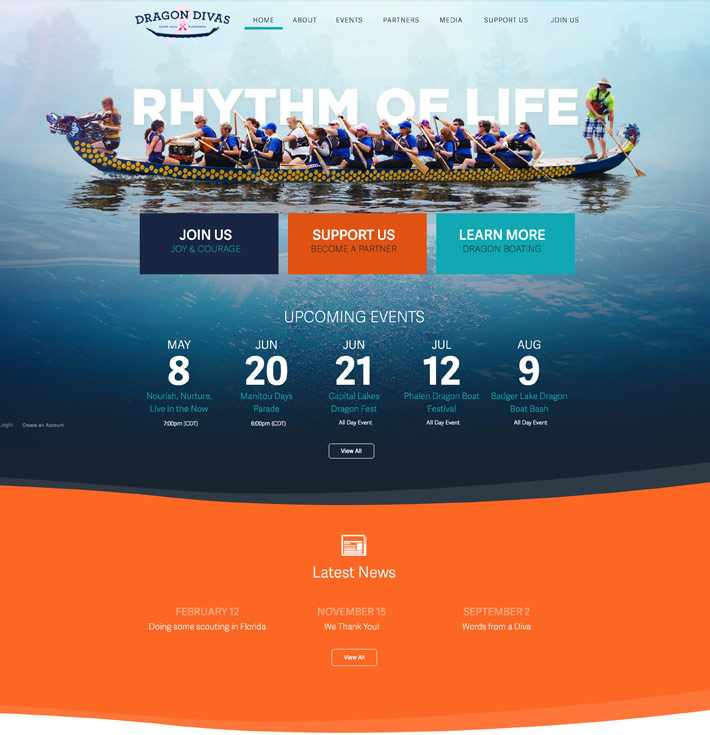 DRAGON DIVAS
HOME ABOUT EVENTS PARTNERS MEDIA SUPPORT US JOIN US
RHYTHM OF LIFE
JOIN US
JOY & COURAGE
SUPPORT US
BECOME A PARTNER
LEARN MORE
DRAGON BOATING
UPCOMING EVENTS
MAY
8
Nourish, Nurture,
Live in the Now
7:00pm (CDT)
JUN
20
Manitou Days
Parade
6:00pm (CDT)
JUN
21
Capital Lakes
Dragon Fest
All Day Event
JUL
12
Phalen Dragon Boat
Festival
All Day Event
AUG
9
Badger Lake Dragon
Boat Bash
All Day Event
Login Create an Account
View All
Latest News
FEBRUARY 12
Doing some scouting in Florida
NOVEMBER 15
We Thank You!
SEPTEMBER 2
Words from a Diva
View All